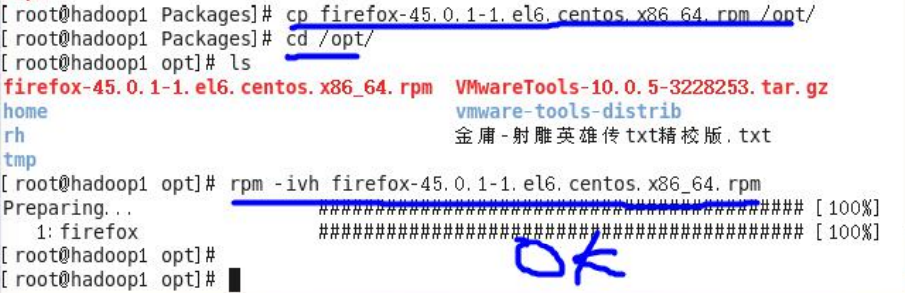 [root@hadoop1 Packages]# cp firefox-45.0.1-1.el6.centos.x86_64.rpm /opt/
[root@hadoop1 Packages]# cd /opt/
[root@hadoop1 opt]# ls
firefox-45.0.1-1.el6.centos.x86_64.rpm VMwareTools-10.0.5-3228253.tar.gz
home vmware-tools-distrib
rh 金庸-射雕英雄传txt精校版.txt
tmp
[root@hadoop1 opt]# rpm -ivh firefox-45.0.1-1.el6.centos.x86_64.rpm
Preparing... ########################################### [100%]
1:firefox ########################################### [100%]
[root@hadoop1 opt]#
OK
[root@hadoop1 opt]#